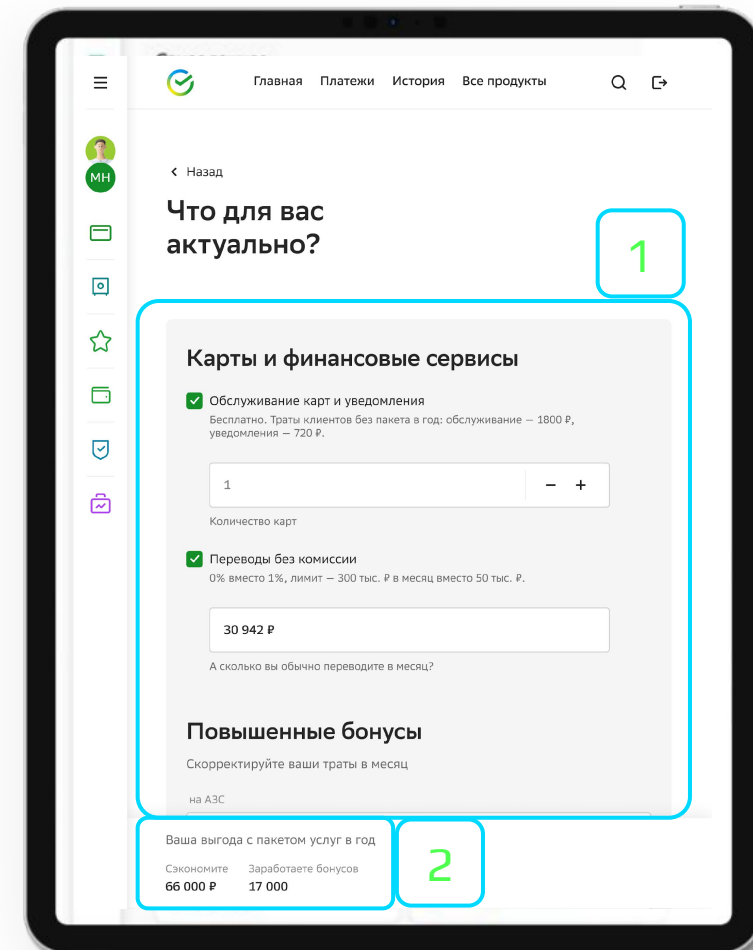 Главная Платежи История Все продукты
МН
Назад
Что для вас
актуально?
1
Карты и финансовые сервисы
Обслуживание карт и уведомления
Бесплатно. Траты клиентов без пакета в год: обслуживание — 1800 ₽,
уведомления — 720 ₽.
1
Количество карт
Переводы без комиссии
0% вместо 1%, лимит — 300 тыс. ₽ в месяц вместо 50 тыс. ₽.
30 942 ₽
А сколько вы обычно переводите в месяц?
Повышенные бонусы
Скорректируйте ваши траты в месяц
на АЗС
Ваша выгода с пакетом услуг в год
Сэкономите Заработаете бонусов
66 000 ₽ 17 000
2